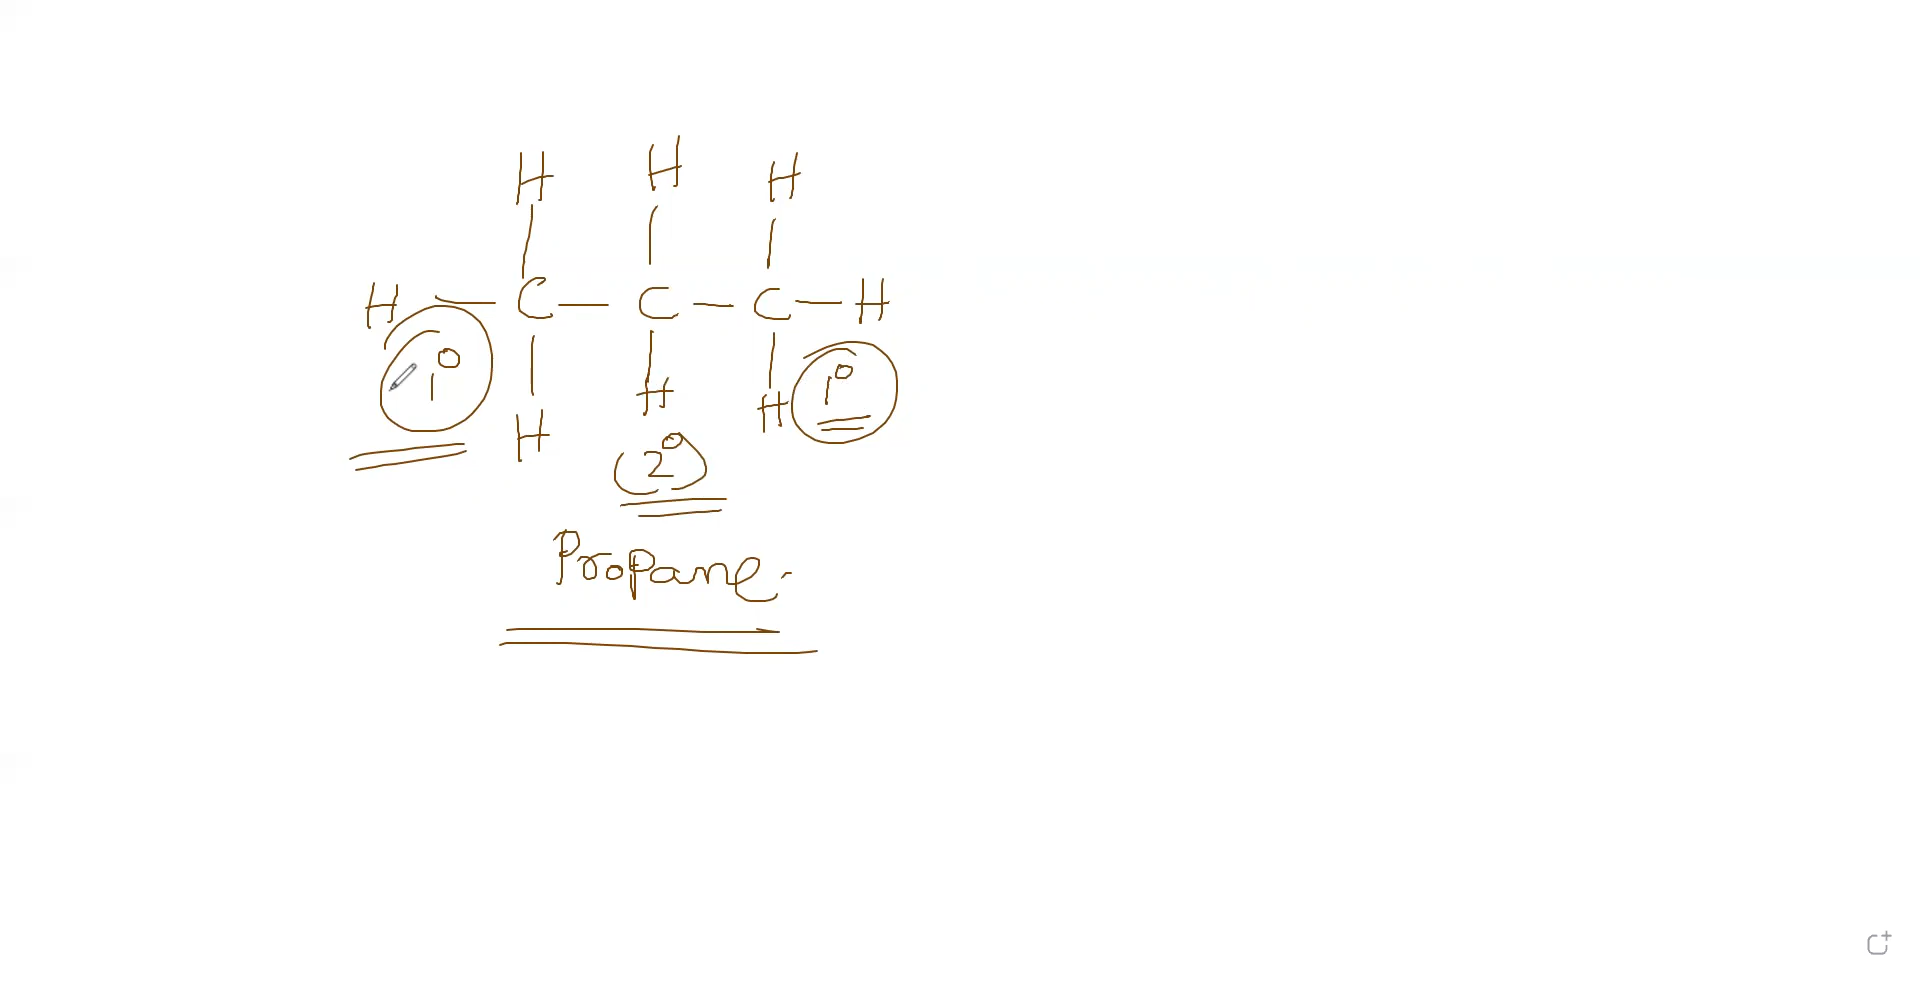 H H H
H — C — C — C — H
1° H H H 1°
2°
Propane.